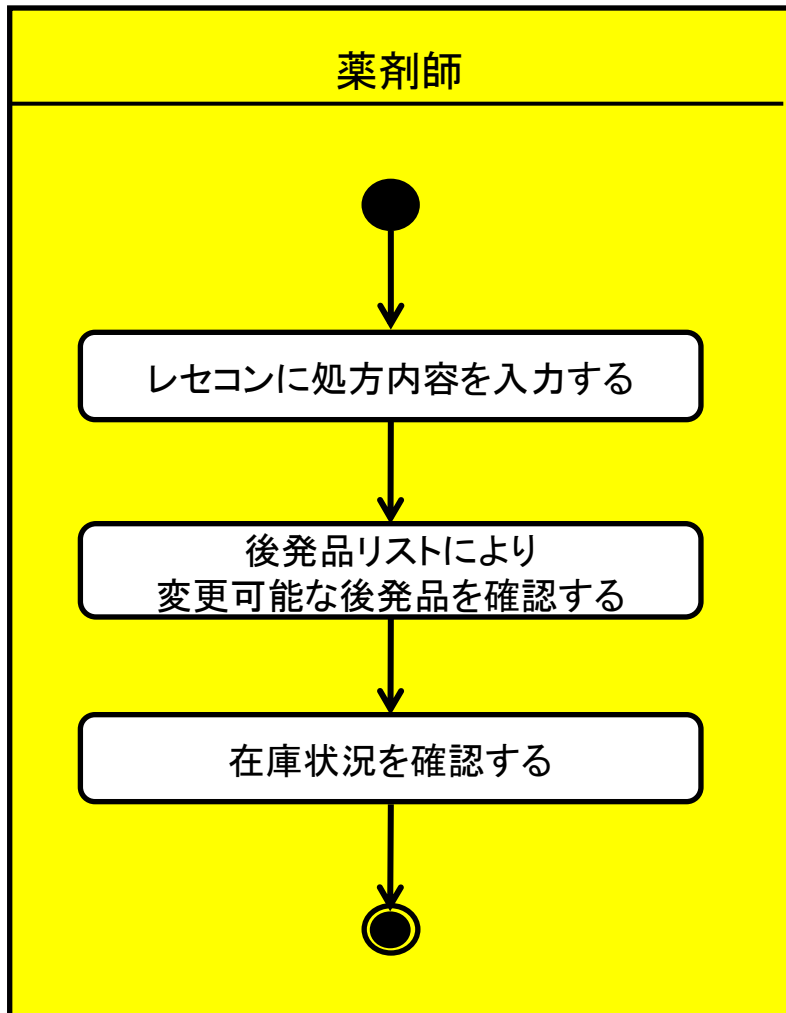 薬剤師
レセコンに処方内容を入力する
後発品リストにより
変更可能な後発品を確認する
在庫状況を確認する